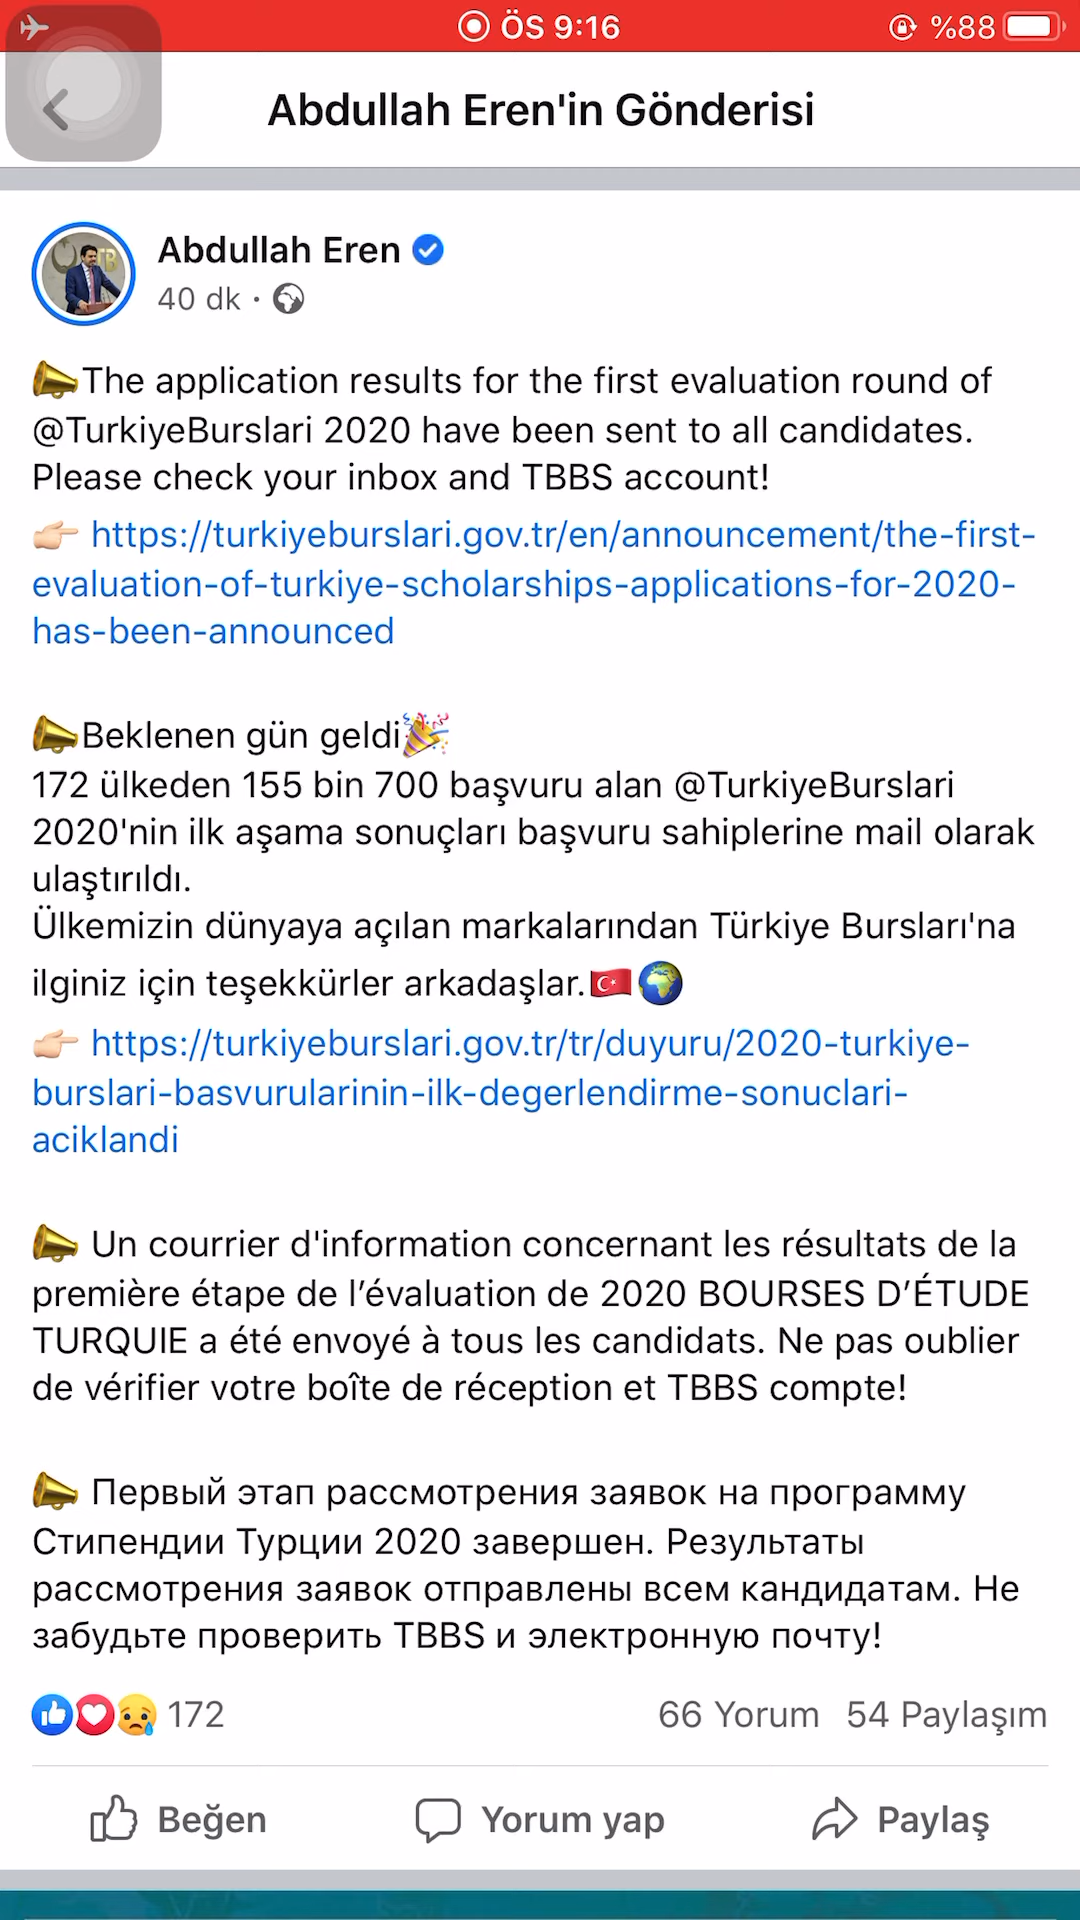 ÖS 9:16
%88
Abdullah Eren'in Gönderisi
Abdullah Eren
40 dk ·
The application results for the first evaluation round of
@TurkiyeBurslari 2020 have been sent to all candidates.
Please check your inbox and TBBS account!
https://turkiyeburslari.gov.tr/en/announcement/the-first-
evaluation-of-turkiye-scholarships-applications-for-2020-
has-been-announced
Beklenen gün geldi
172 ülkeden 155 bin 700 başvuru alan @TurkiyeBurslari
2020'nin ilk aşama sonuçları başvuru sahiplerine mail olarak
ulaştırıldı.
Ülkemizin dünyaya açılan markalarından Türkiye Bursları'na
ilginiz için teşekkürler arkadaşlar.
https://turkiyeburslari.gov.tr/tr/duyuru/2020-turkiye-
burslari-basvurularinin-ilk-degerlendirme-sonuclari-
aciklandi
Un courrier d'information concernant les résultats de la
première étape de l’évaluation de 2020 BOURSES D’ÉTUDE
TURQUIE a été envoyé à tous les candidats. Ne pas oublier
de vérifier votre boîte de réception et TBBS compte!
Первый этап рассмотрения заявок на программу
Стипендии Турции 2020 завершен. Результаты
рассмотрения заявок отправлены всем кандидатам. Не
забудьте проверить TBBS и электронную почту!
172
66 Yorum 54 Paylaşım
Beğen
Yorum yap
Paylaş